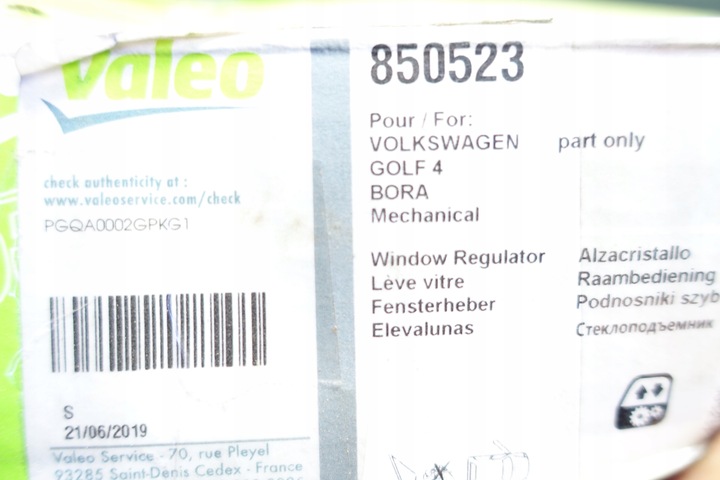 Valeo
check authenticity at :
www.valeoservice.com/check
PGQA0002GPKG1
S
21/06/2019
Valeo Service - 70, rue Pleyel
93285 Saint-Denis Cedex - France
850523
Pour / For:
VOLKSWAGEN part only
GOLF 4
BORA
Mechanical
Window Regulator Alzacristallo
Lève vitre Raambediening
Fensterheber Podnosniki szyb
Elevalunas Стеклоподъемник